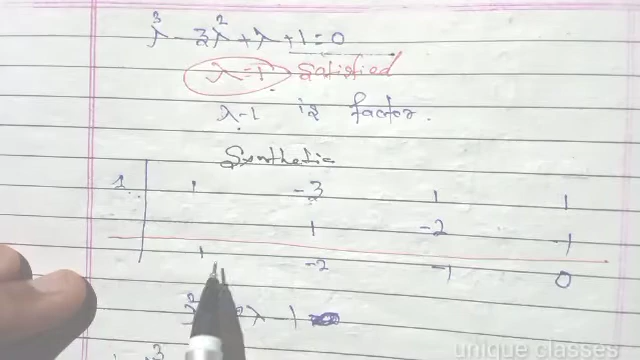 λ³ - 3λ² + λ + 1 = 0
λ = 1 satisfied
λ - 1 is factor.
Synthetic
1 | 1 -3 1 1
1 -2 -1
1 -2 -1 0
λ - 1
unique classes